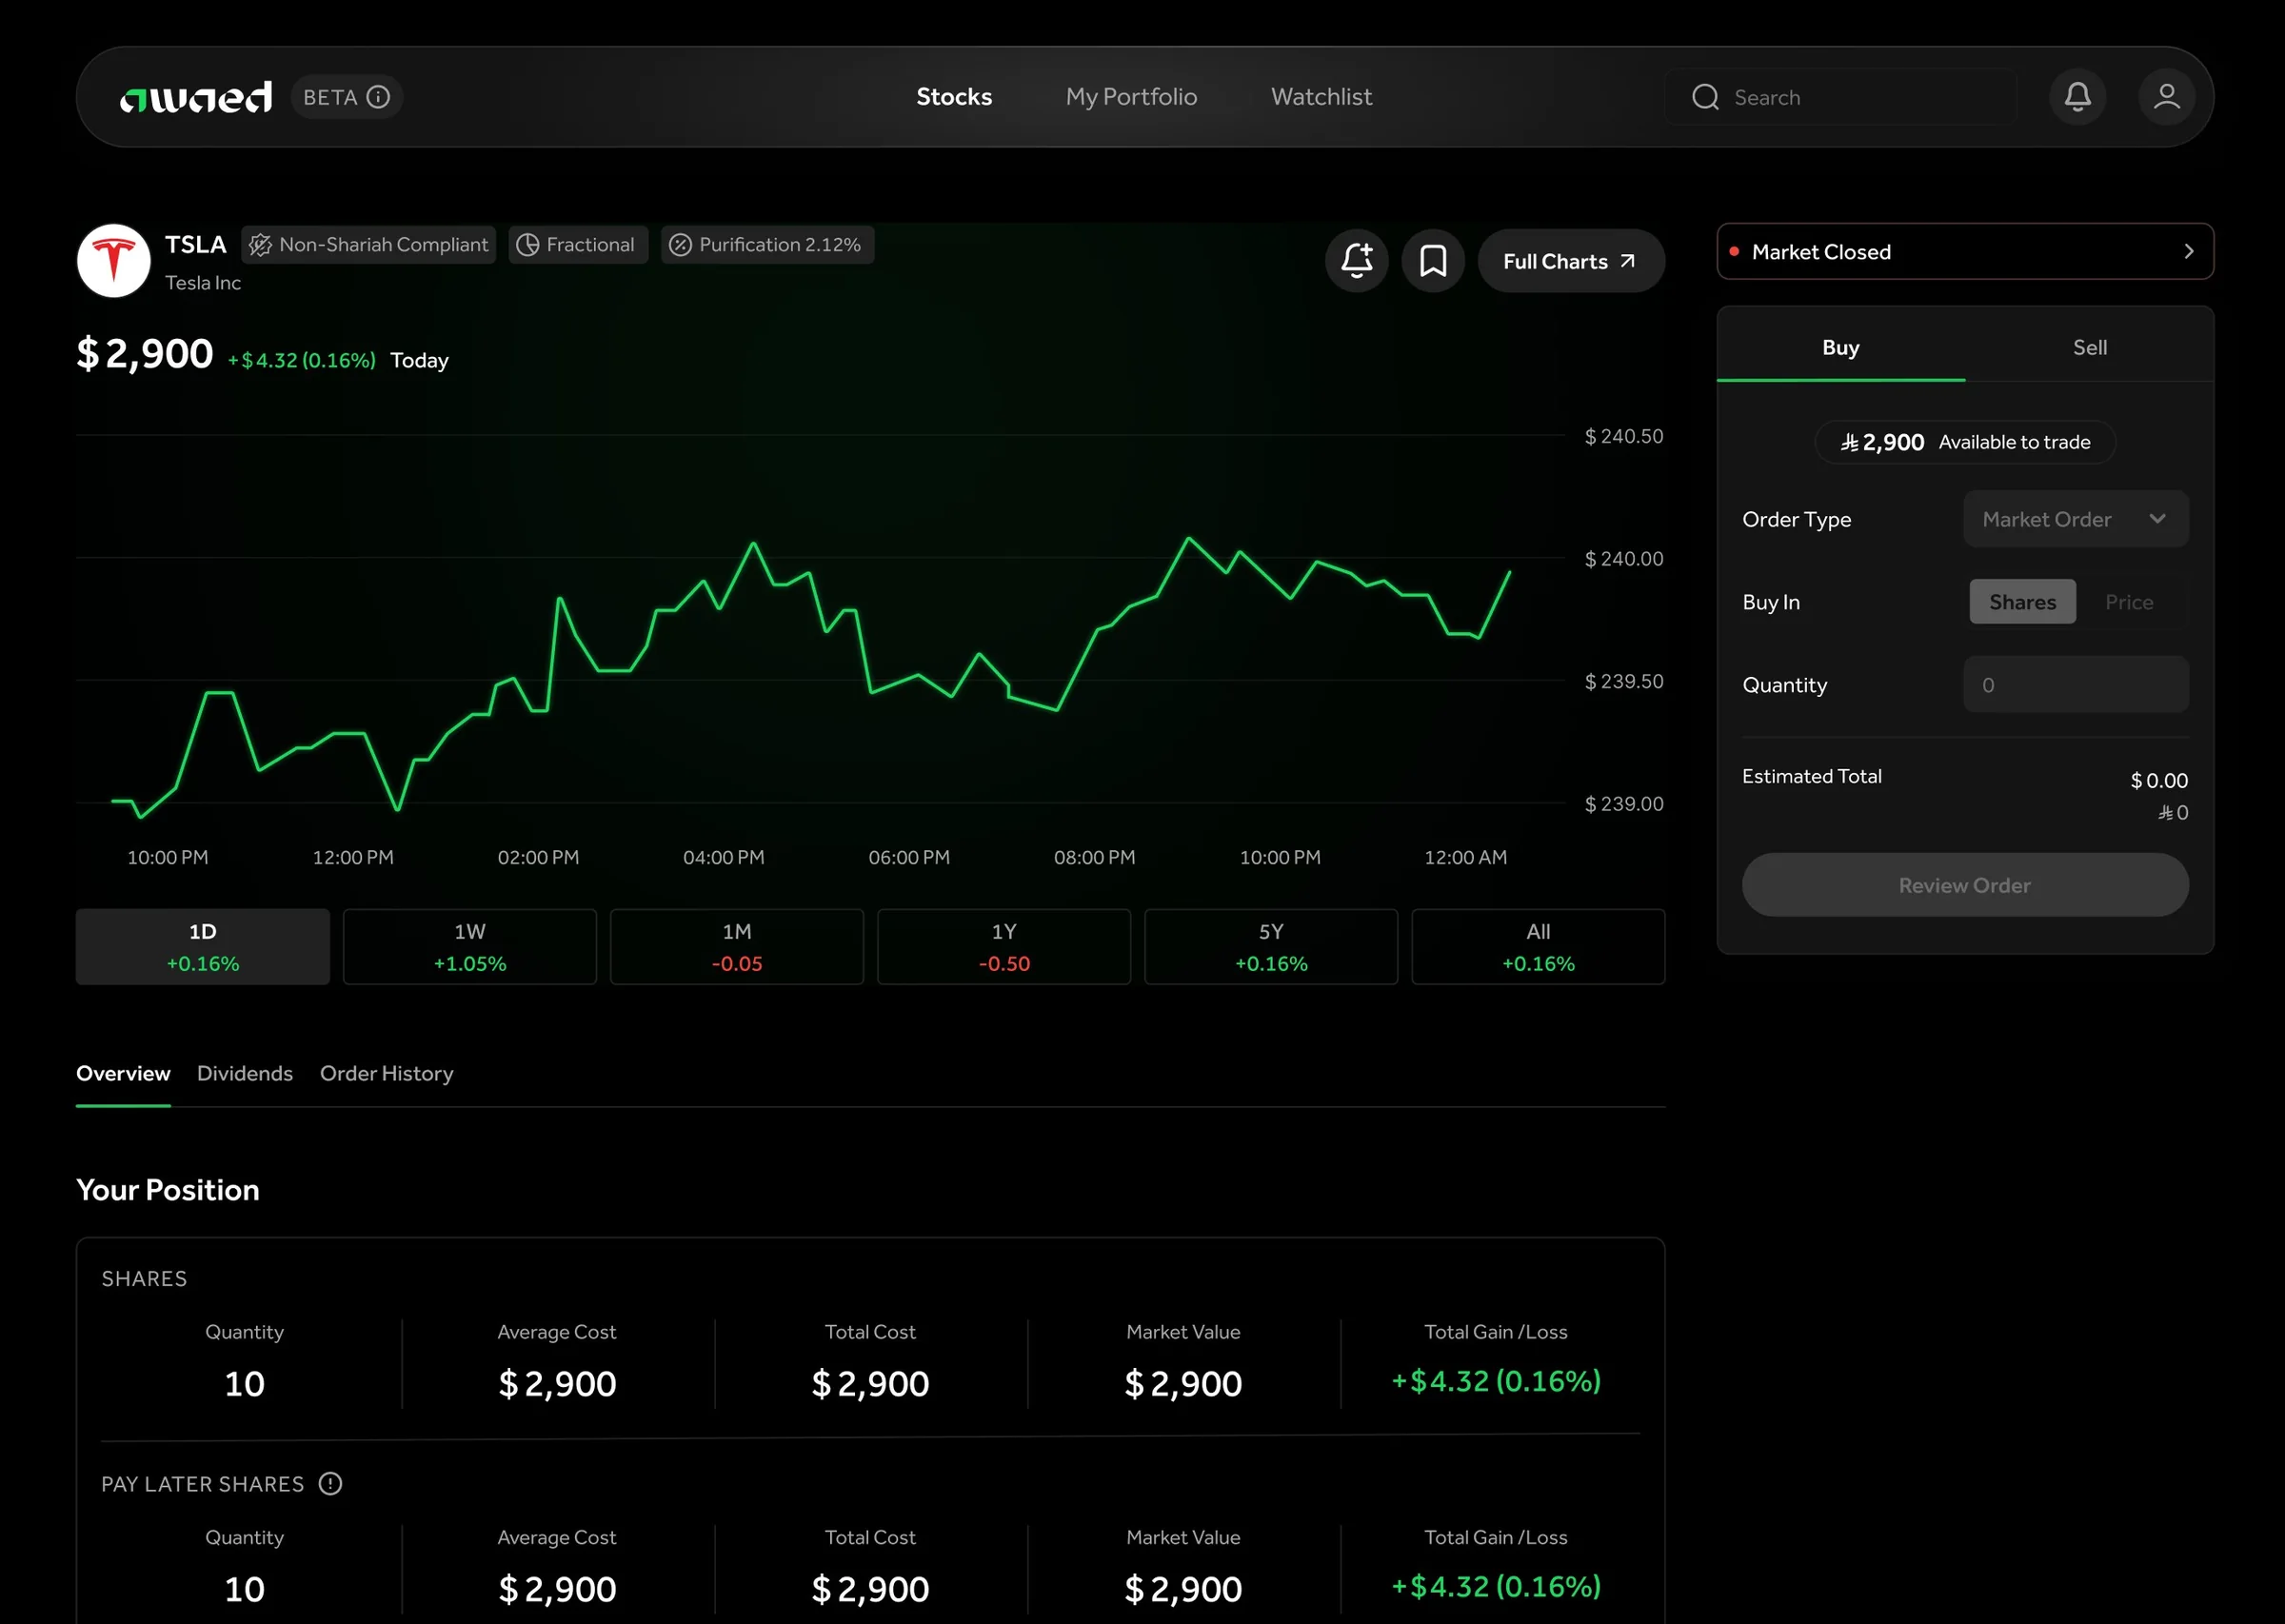 awaed BETA Stocks My Portfolio Watchlist Search
TSLA Non-Shariah Compliant Fractional Purification 2.12%
Tesla Inc
Full Charts
$ 2,900 +$ 4.32 (0.16%) Today
$ 240.50
$ 240.00
$ 239.50
$ 239.00
10:00 PM 12:00 PM 02:00 PM 04:00 PM 06:00 PM 08:00 PM 10:00 PM 12:00 AM
1D 1W 1M 1Y 5Y All
+0.16% +1.05% -0.05 -0.50 +0.16% +0.16%
Market Closed
Buy Sell
⃁ 2,900 Available to trade
Order Type Market Order
Buy In Shares Price
Quantity 0
Estimated Total $ 0.00
⃁ 0
Review Order
Overview Dividends Order History
Your Position
SHARES
Quantity Average Cost Total Cost Market Value Total Gain /Loss
10 $ 2,900 $ 2,900 $ 2,900 +$ 4.32 (0.16%)
PAY LATER SHARES
Quantity Average Cost Total Cost Market Value Total Gain /Loss
10 $ 2,900 $ 2,900 $ 2,900 +$ 4.32 (0.16%)